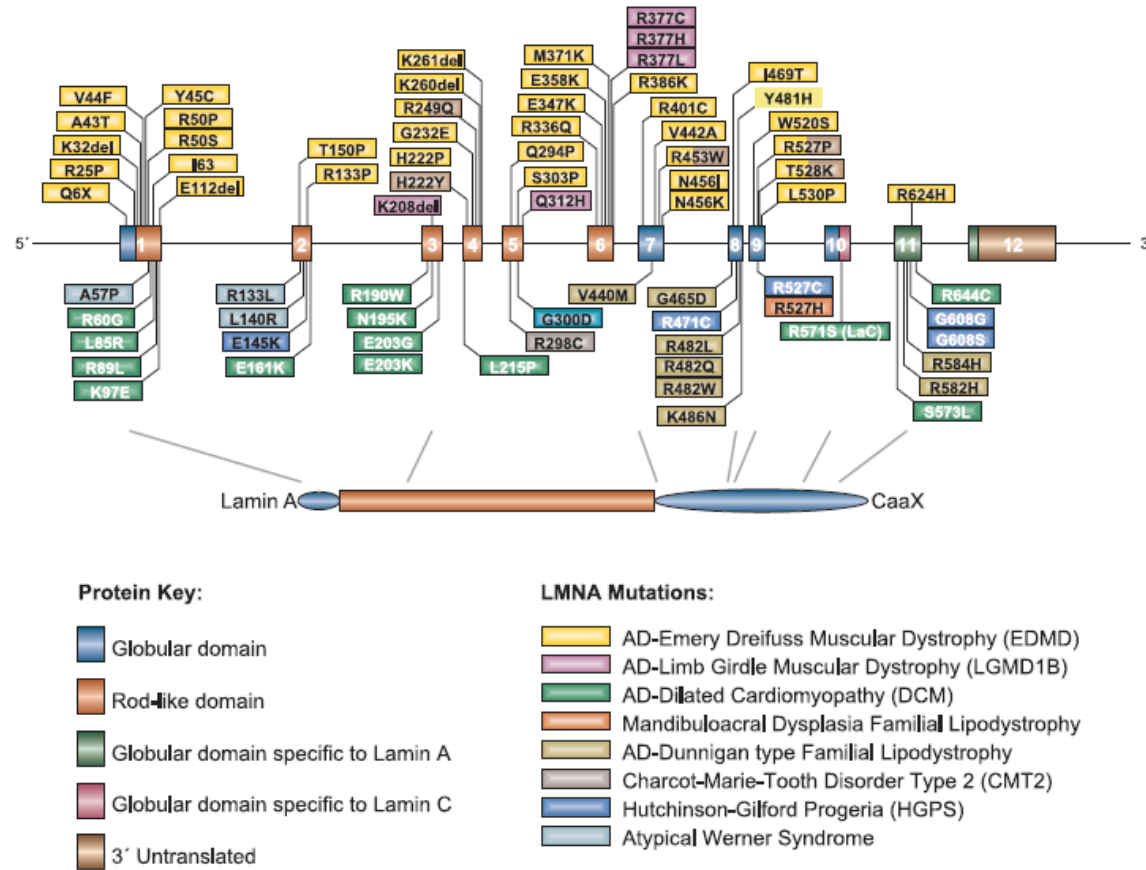 V44F
A43T
K32del
R25P
Q6X
Y45C
R50P
R50S
I63
E112del
T150P
R133P
K261del
K260del
R249Q
G232E
H222P
H222Y
K208del
M371K
E358K
E347K
R336Q
Q294P
S303P
Q312H
R377C
R377H
R377L
R386K
R401C
V442A
R453W
N456I
N456K
I469T
Y481H
W520S
R527P
T528K
L530P
R624H
5´
1
2
3
4
5
6
7
8
9
10
11
12
A57P
R60G
L85R
R89L
K97E
R133L
L140R
E145K
E161K
R190W
N195K
E203G
E203K
L215P
G300D
R298C
V440M
G465D
R471C
R482L
R482Q
R482W
K486N
R527C
R527H
R571S (LaC)
R644C
G608G
G608S
R584H
R582H
S573L
Lamin A
CaaX
Protein Key:
Globular domain
Rod-like domain
Globular domain specific to Lamin A
Globular domain specific to Lamin C
3´ Untranslated
LMNA Mutations:
AD-Emery Dreifuss Muscular Dystrophy (EDMD)
AD-Limb Girdle Muscular Dystrophy (LGMD1B)
AD-Dilated Cardiomyopathy (DCM)
Mandibuloacral Dysplasia Familial Lipodystrophy
AD-Dunnigan type Familial Lipodystrophy
Charcot-Marie-Tooth Disorder Type 2 (CMT2)
Hutchinson-Gilford Progeria (HGPS)
Atypical Werner Syndrome